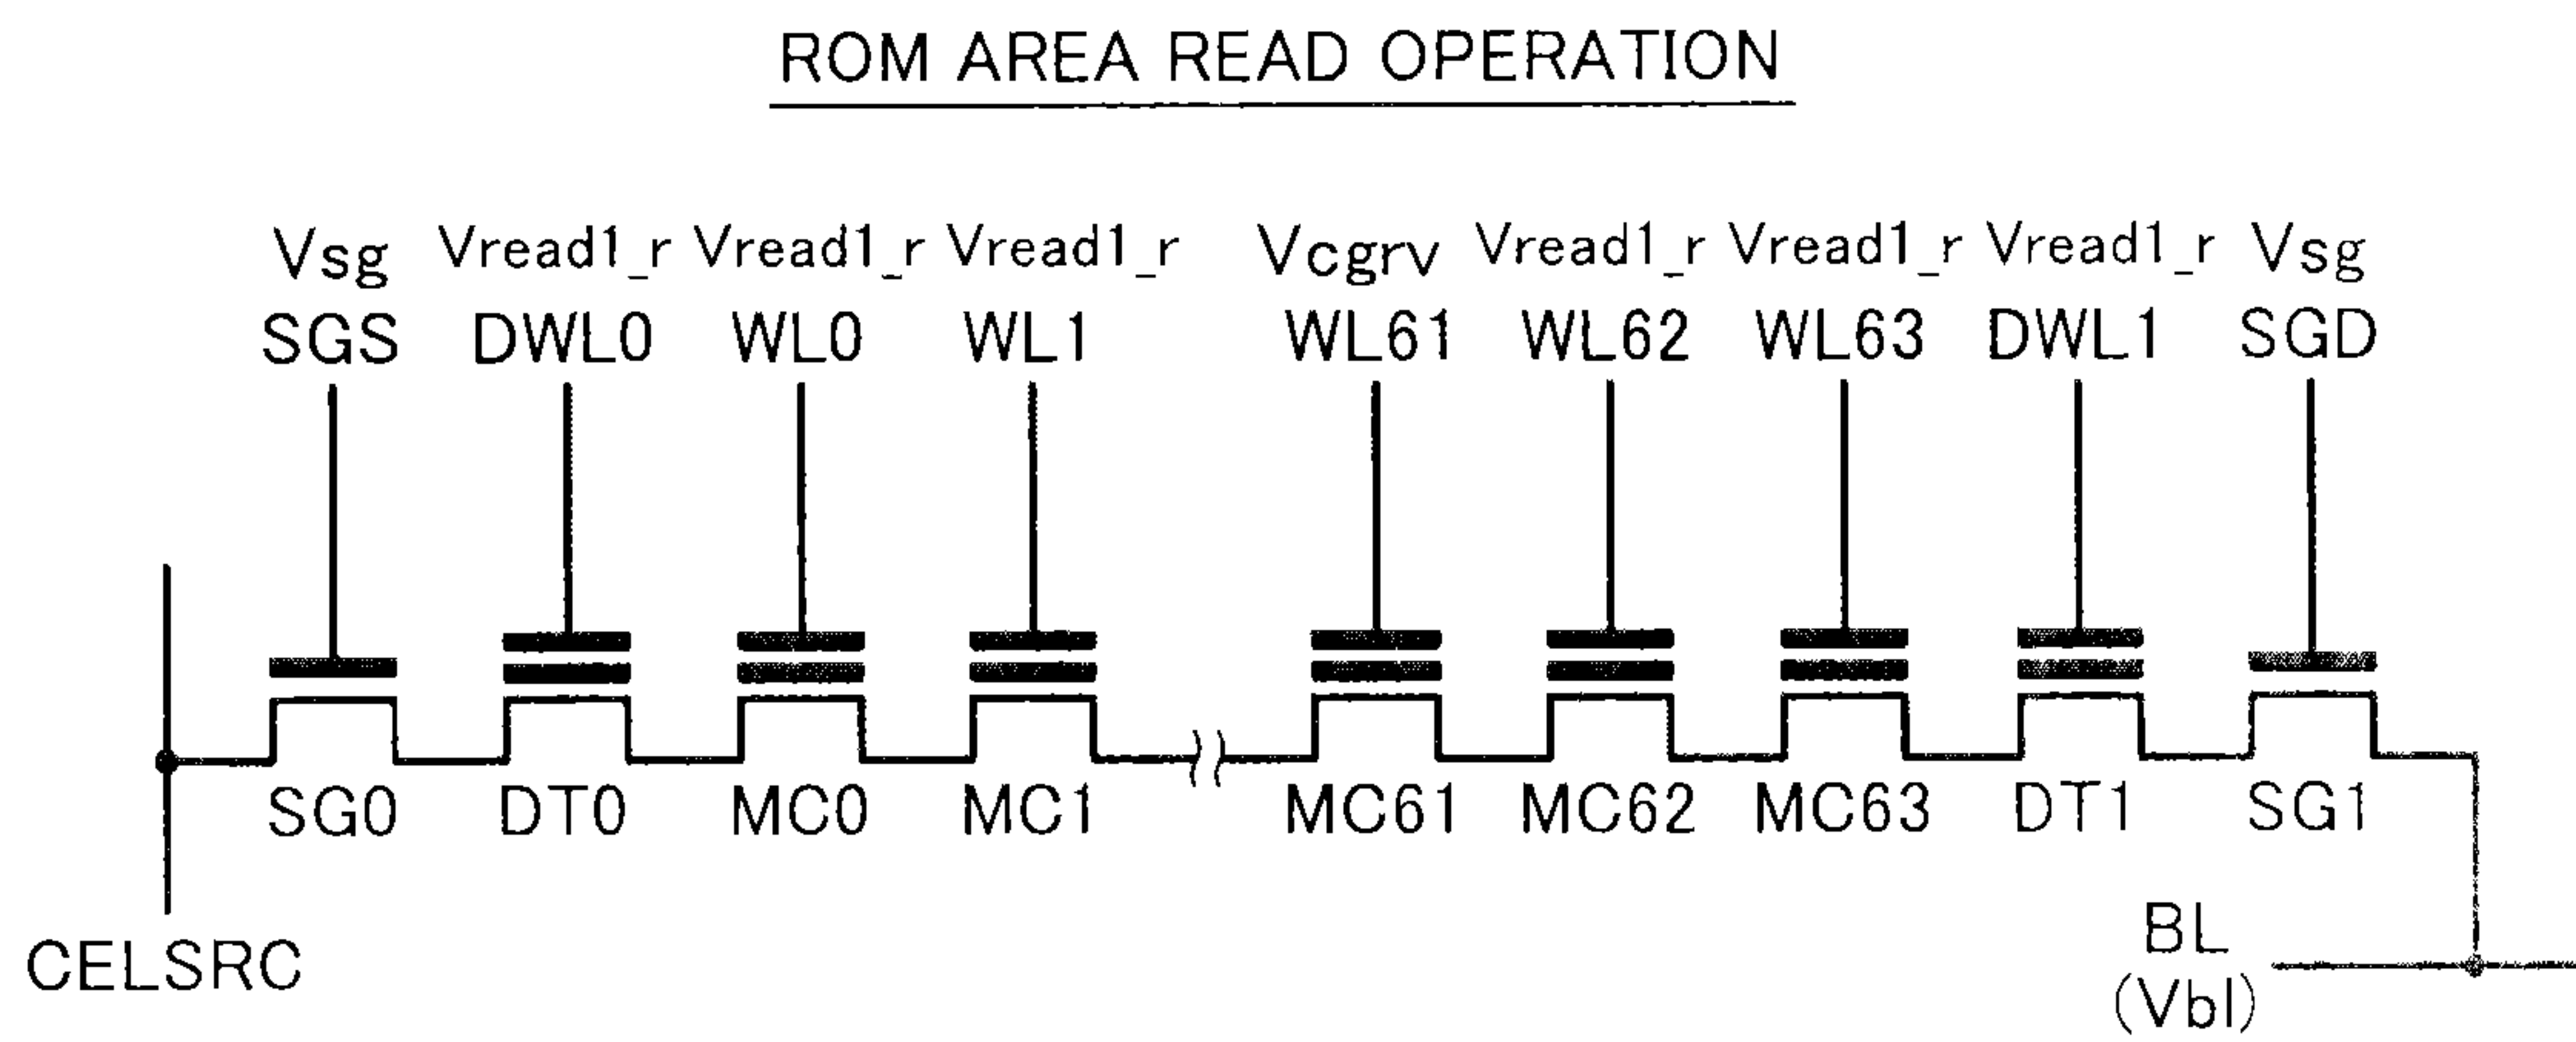 ROM AREA READ OPERATION
Vsg Vread1_r Vread1_r Vread1_r Vcgrv Vread1_r Vread1_r Vread1_r Vsg
SGS DWL0 WL0 WL1 WL61 WL62 WL63 DWL1 SGD
SG0 DT0 MC0 MC1 MC61 MC62 MC63 DT1 SG1
CELSRC
BL
(Vbl)